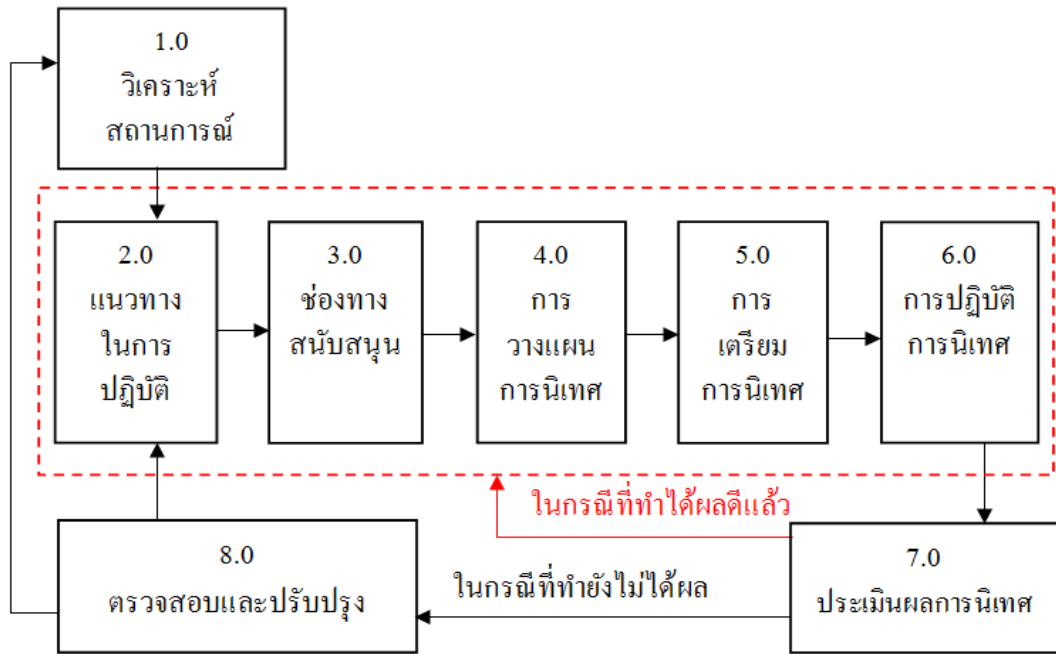 1.0
วิเคราะห์
สถานการณ์
2.0
แนวทาง
ในการ
ปฏิบัติ
3.0
ช่องทาง
สนับสนุน
4.0
การ
วางแผน
การนิเทศ
5.0
การ
เตรียม
การนิเทศ
6.0
การปฏิบัติ
การนิเทศ
ในกรณีที่ทำได้ผลดีแล้ว
7.0
ประเมินผลการนิเทศ
ในกรณีที่ทำยังไม่ได้ผล
8.0
ตรวจสอบและปรับปรุง